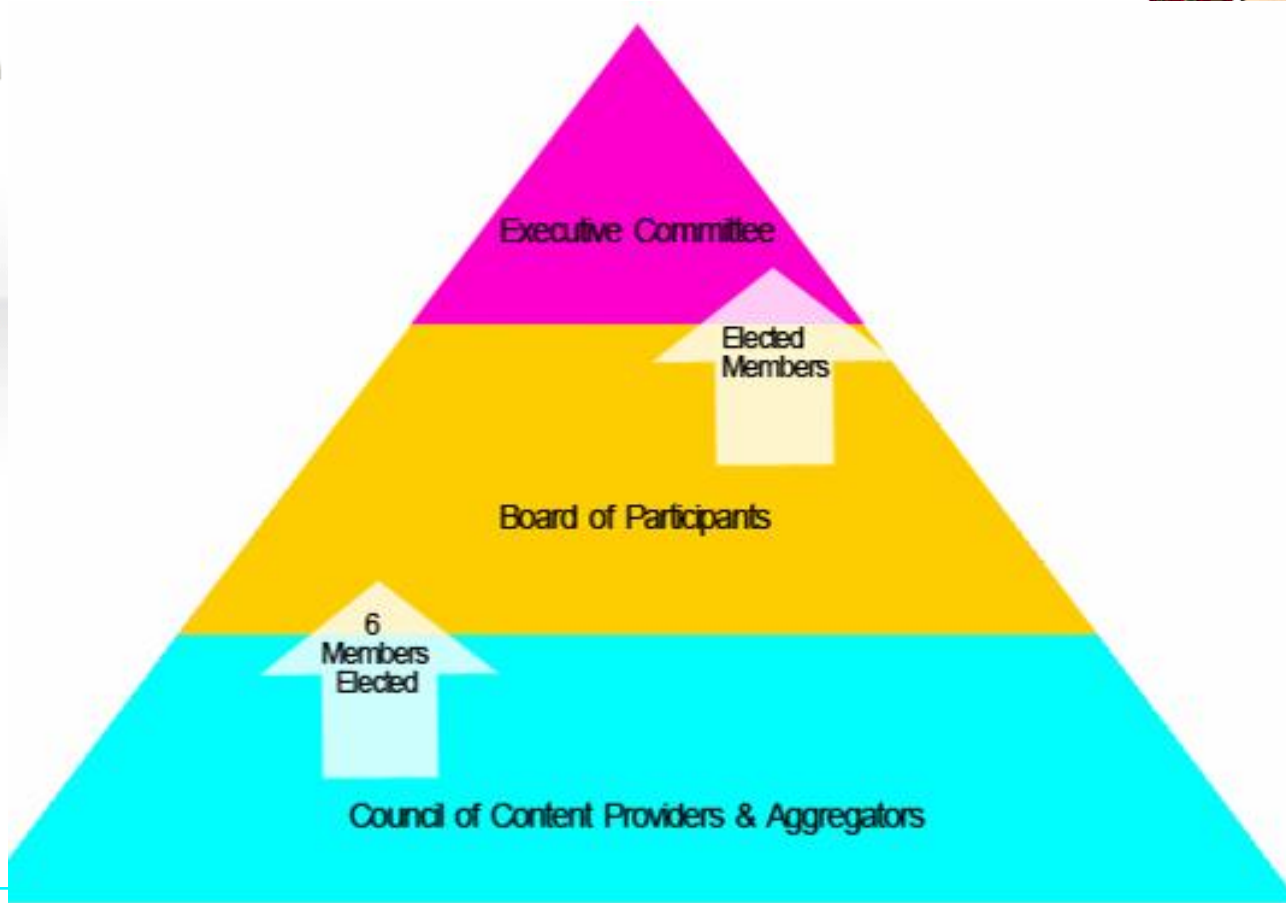 Executive Committee
Elected
Members
Board of Participants
6
Members
Elected
Council of Content Providers & Aggregators